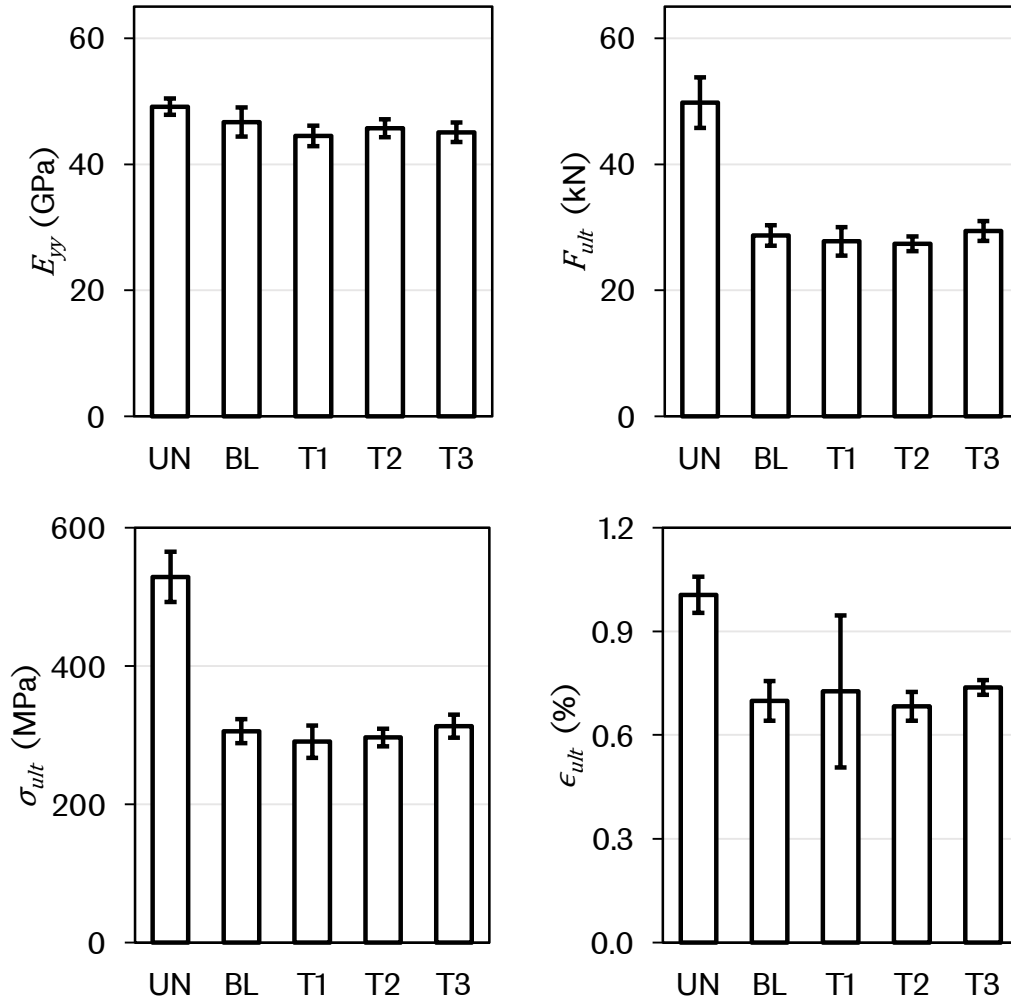 60
40
20
0
E_yy (GPa)
UN BL T1 T2 T3
60
40
20
0
F_ult (kN)
UN BL T1 T2 T3
600
400
200
0
σ_ult (MPa)
UN BL T1 T2 T3
1.2
0.9
0.6
0.3
0.0
ϵ_ult (%)
UN BL T1 T2 T3